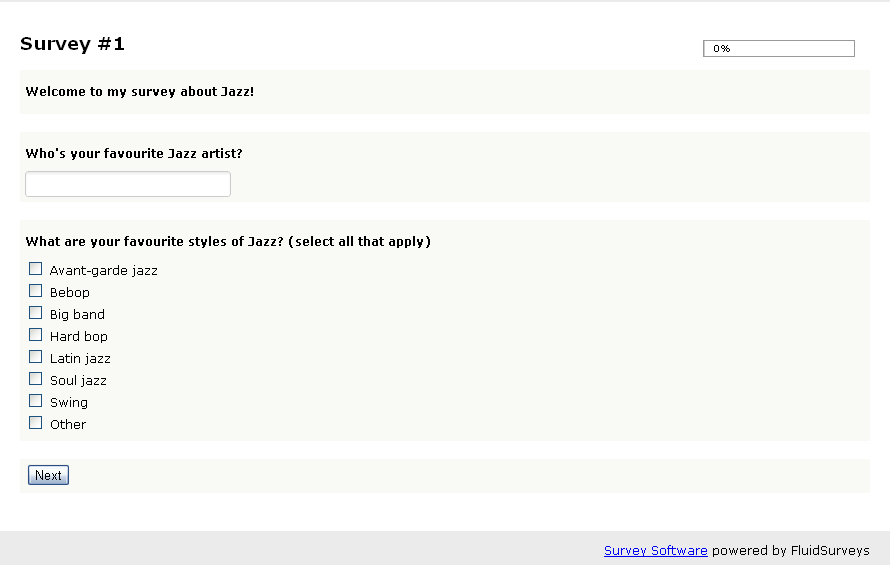 Survey #1
0%
Welcome to my survey about Jazz!
Who's your favourite Jazz artist?
What are your favourite styles of Jazz? (select all that apply)
Avant-garde jazz
Bebop
Big band
Hard bop
Latin jazz
Soul jazz
Swing
Other
Next
Survey Software powered by FluidSurveys